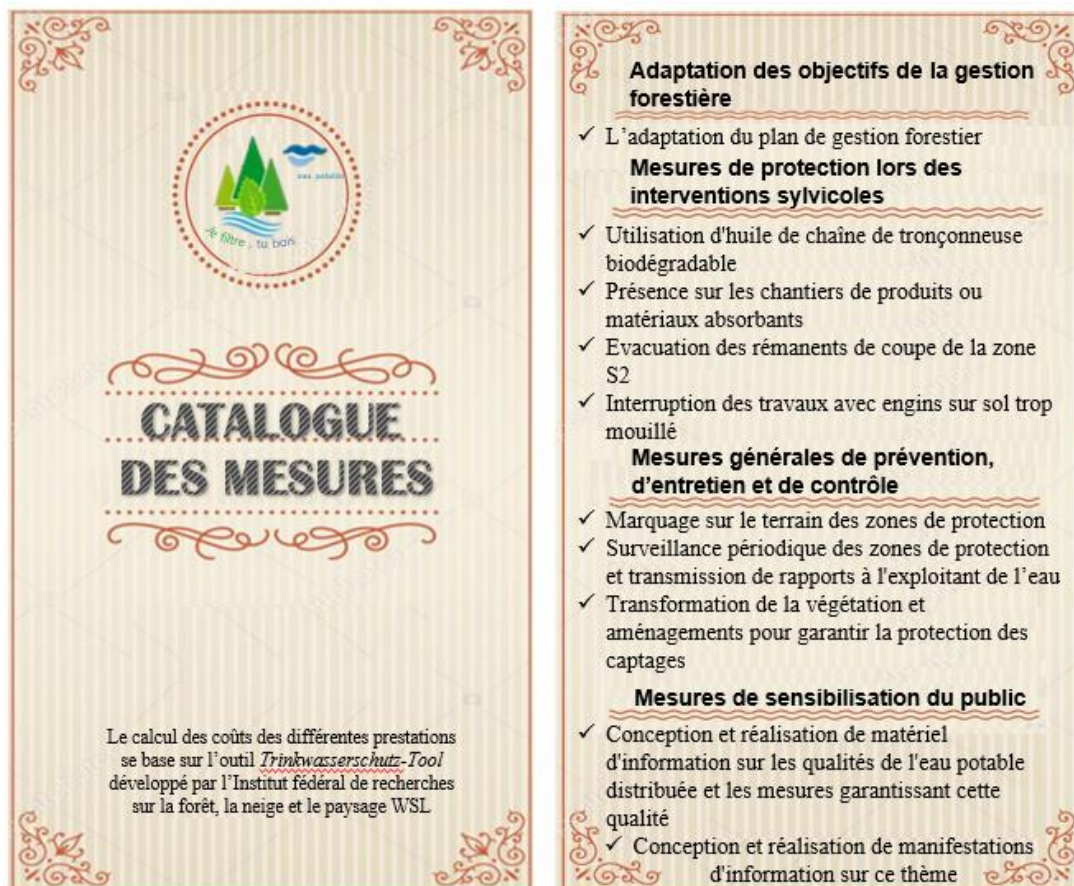 eau potable
Je filtre , tu bois
CATALOGUE
DES MESURES
Le calcul des coûts des différentes prestations
se base sur l'outil Trinkwasserschutz-Tool
développé par l'Institut fédéral de recherches
sur la forêt, la neige et le paysage WSL
Adaptation des objectifs de la gestion
forestière
✓ L'adaptation du plan de gestion forestier
Mesures de protection lors des
interventions sylvicoles
✓ Utilisation d'huile de chaîne de tronçonneuse
biodégradable
✓ Présence sur les chantiers de produits ou
matériaux absorbants
✓ Evacuation des rémanents de coupe de la zone
S2
✓ Interruption des travaux avec engins sur sol trop
mouillé
Mesures générales de prévention,
d'entretien et de contrôle
✓ Marquage sur le terrain des zones de protection
✓ Surveillance périodique des zones de protection
et transmission de rapports à l'exploitant de l'eau
✓ Transformation de la végétation et
aménagements pour garantir la protection des
captages
Mesures de sensibilisation du public
✓ Conception et réalisation de matériel
d'information sur les qualités de l'eau potable
distribuée et les mesures garantissant cette
qualité
✓ Conception et réalisation de manifestations
d'information sur ce thème